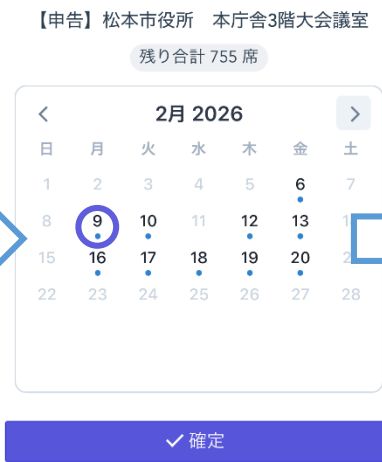 【申告】松本市役所　本庁舎3階大会議室
残り合計 755 席
2月 2026
日 月 火 水 木 金 土
1 2 3 4 5 6 7
8 9 10 11 12 13
15 16 17 18 19 20
22 23 24 25 26 27 28
確定